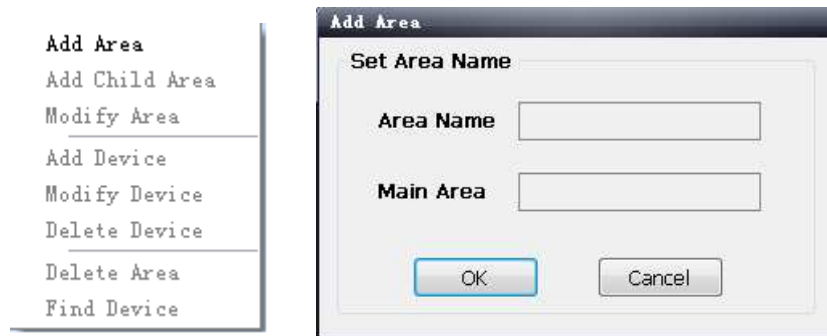 Add Area
Add Child Area
Modify Area
Add Device
Modify Device
Delete Device
Delete Area
Find Device
Add Area
Set Area Name
Area Name
Main Area
OK Cancel